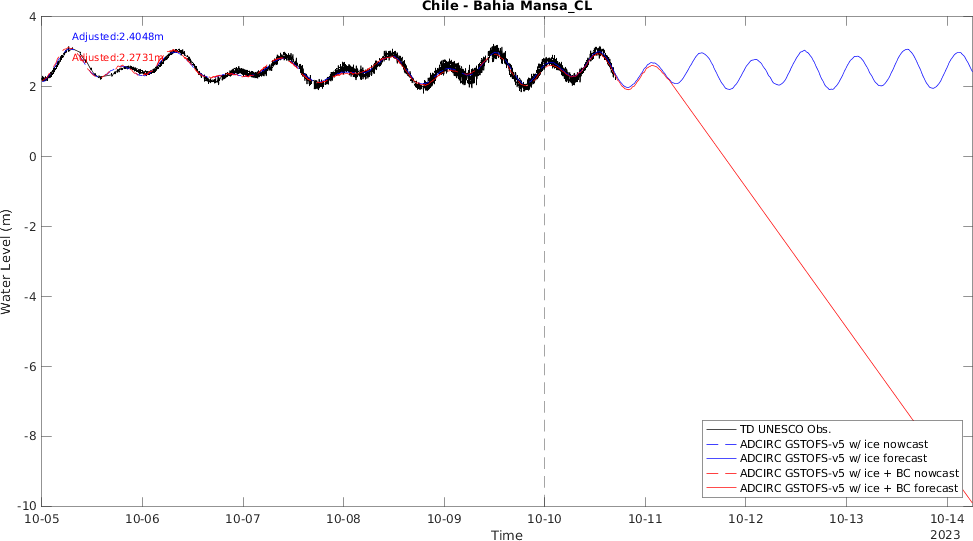 Chile - Bahia Mansa_CL
Adjusted:2.4048m
Adjusted:2.2731m
Water Level (m)
4
2
0
-2
-4
-6
-8
-10
TD UNESCO Obs.
ADCIRC GSTOFS-v5 w/ ice nowcast
ADCIRC GSTOFS-v5 w/ ice forecast
ADCIRC GSTOFS-v5 w/ ice + BC nowcast
ADCIRC GSTOFS-v5 w/ ice + BC forecast
10-05 10-06 10-07 10-08 10-09 10-10 10-11 10-12 10-13 10-14
2023
Time